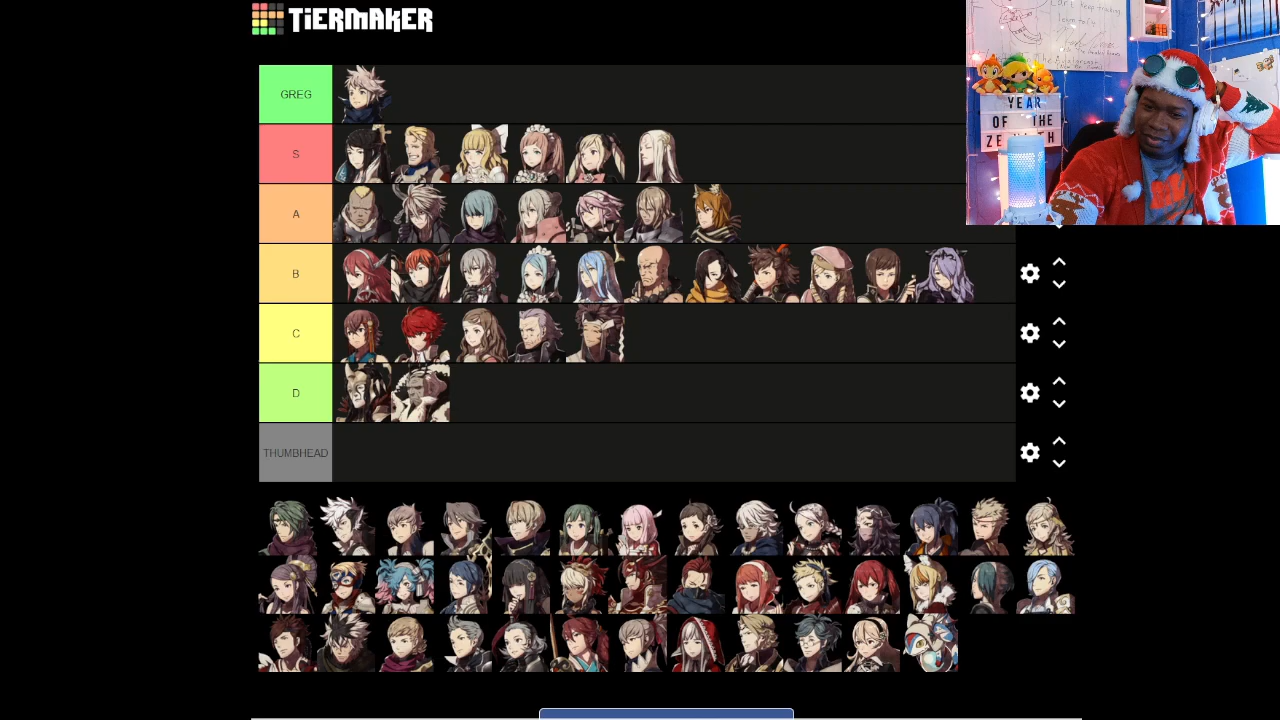 TIERMAKER
GREG
S
A
B
C
D
THUMBHEAD
YEAR
OF THE